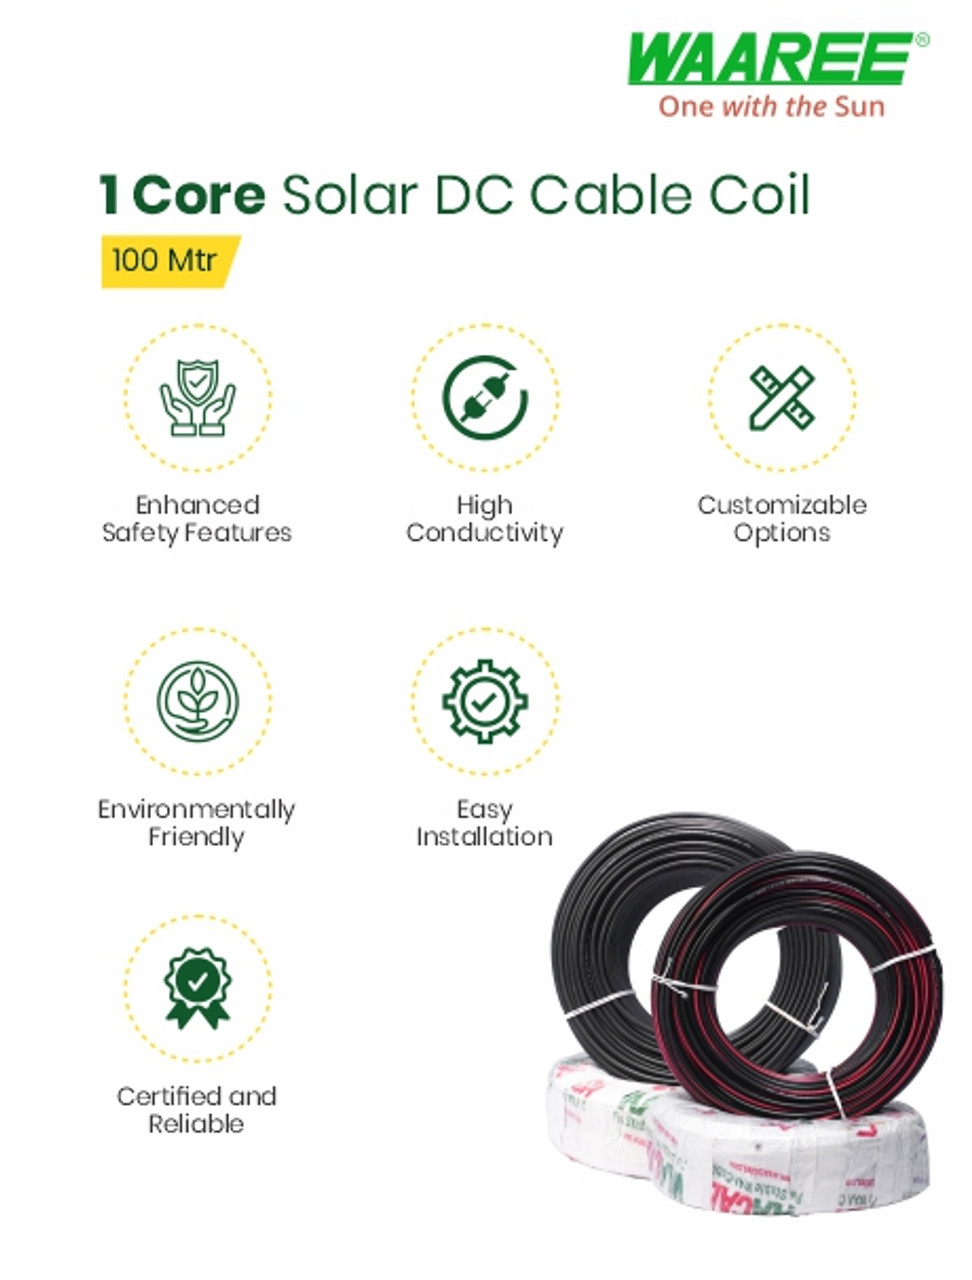 WAAREE®
One with the Sun
1 Core Solar DC Cable Coil
100 Mtr
Enhanced
Safety Features
High
Conductivity
Customizable
Options
Environmentally
Friendly
Easy
Installation
Certified and
Reliable